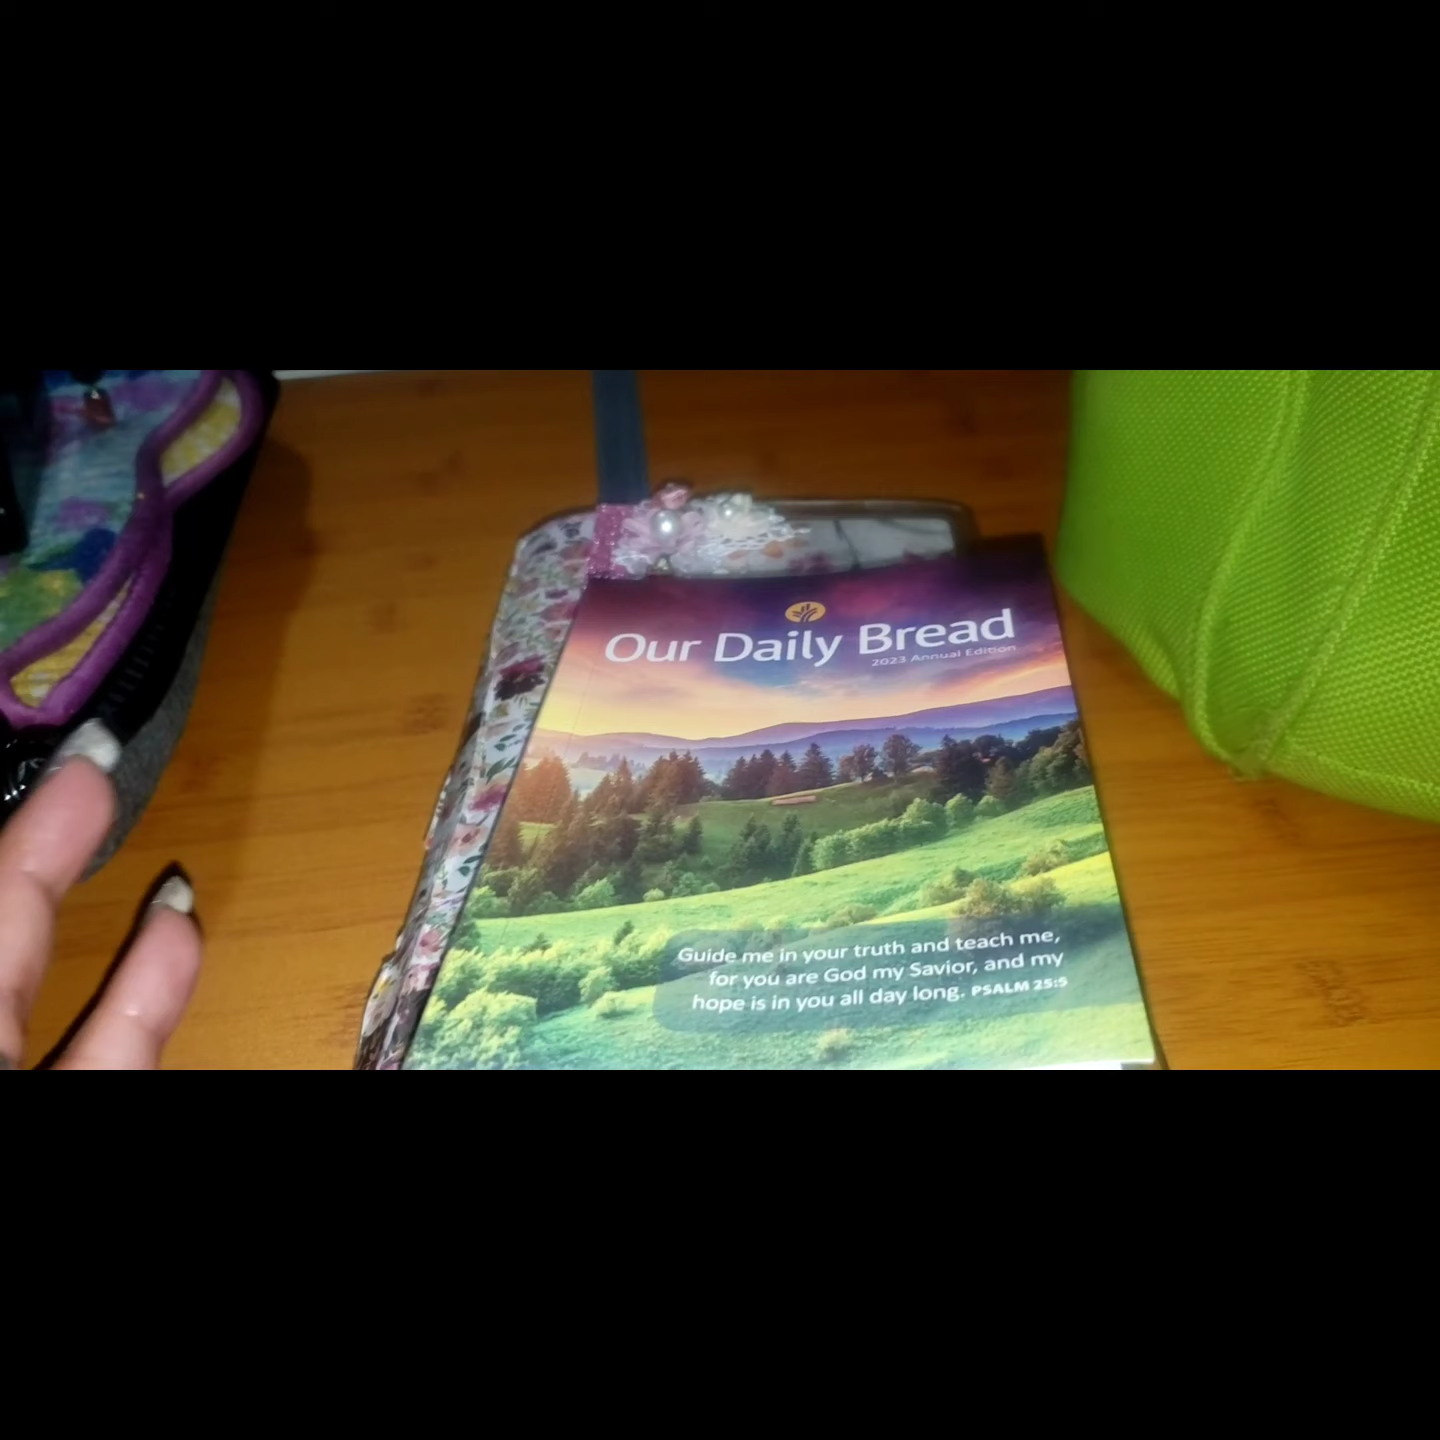 Our Daily Bread
2023 Annual Edition
Guide me in your truth and teach me,
for you are God my Savior, and my
hope is in you all day long. PSALM 25:5